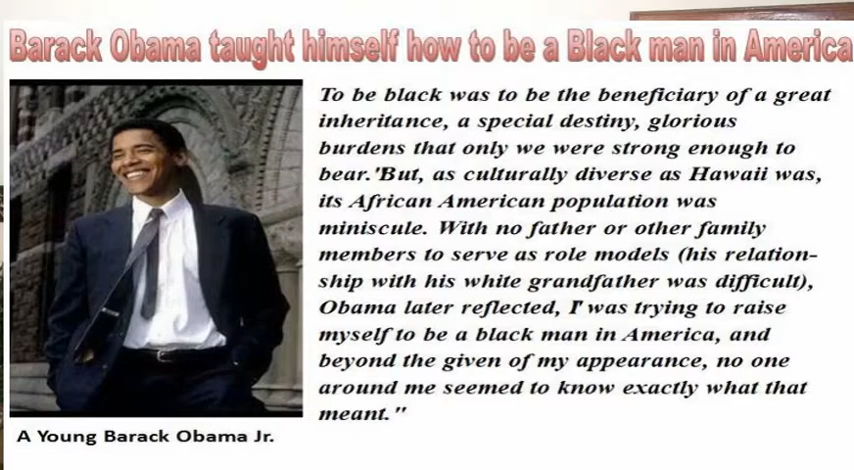 Barack Obama taught himself how to be a Black man in America
To be black was to be the beneficiary of a great
inheritance, a special destiny, glorious
burdens that only we were strong enough to
bear.'But, as culturally diverse as Hawaii was,
its African American population was
miniscule. With no father or other family
members to serve as role models (his relation-
ship with his white grandfather was difficult),
Obama later reflected, I' was trying to raise
myself to be a black man in America, and
beyond the given of my appearance, no one
around me seemed to know exactly what that
meant."
A Young Barack Obama Jr.